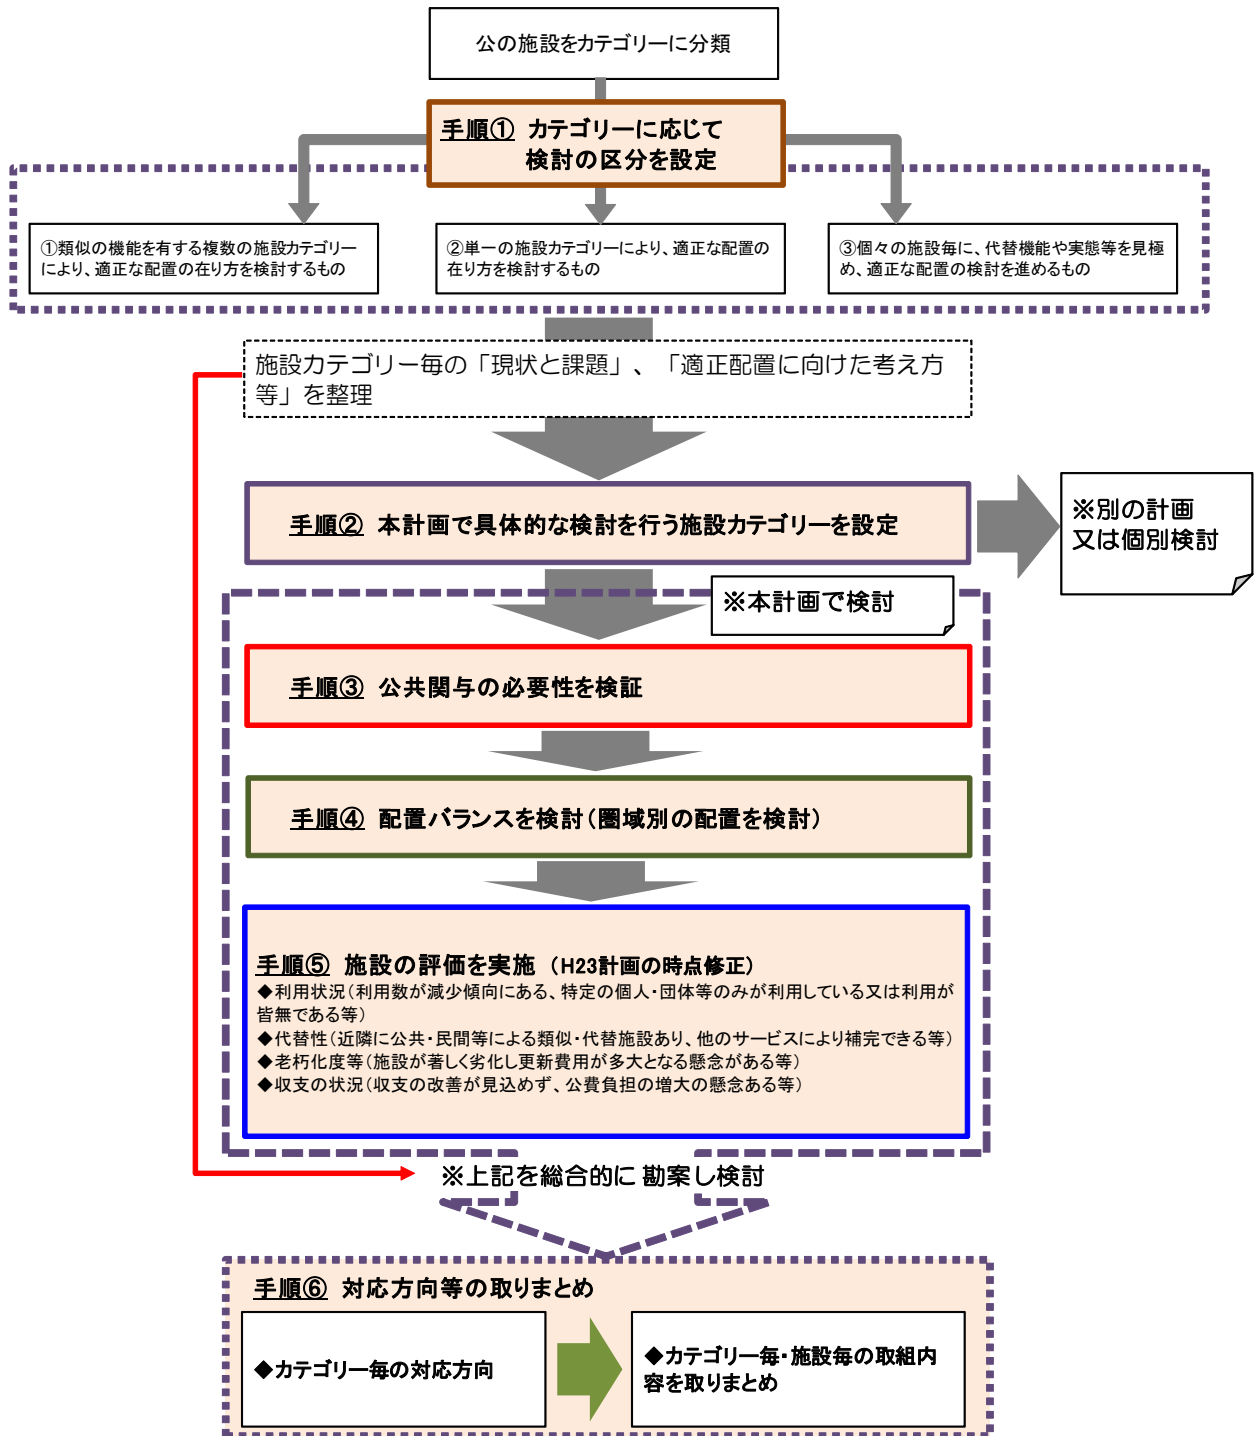 公の施設をカテゴリーに分類
手順① カテゴリーに応じて
検討の区分を設定
①類似の機能を有する複数の施設カテゴリー
により、適正な配置の在り方を検討するもの
②単一の施設カテゴリーにより、適正な配置の
在り方を検討するもの
③個々の施設毎に、代替機能や実態等を見極
め、適正な配置の検討を進めるもの
施設カテゴリー毎の「現状と課題」、「適正配置に向けた考え方
等」を整理
手順② 本計画で具体的な検討を行う施設カテゴリーを設定
※別の計画
又は個別検討
※本計画で検討
手順③ 公共関与の必要性を検証
手順④ 配置バランスを検討(圏域別の配置を検討)
手順⑤ 施設の評価を実施 (H23計画の時点修正)
◆利用状況(利用数が減少傾向にある、特定の個人・団体等のみが利用している又は利用が
皆無である等)
◆代替性(近隣に公共・民間等による類似・代替施設あり、他のサービスにより補完できる等)
◆老朽化度等(施設が著しく劣化し更新費用が多大となる懸念がある等)
◆収支の状況(収支の改善が見込めず、公費負担の増大の懸念ある等)
※上記を総合的に 勘案し検討
手順⑥ 対応方向等の取りまとめ
◆カテゴリー毎の対応方向
◆カテゴリー毎・施設毎の取組内
容を取りまとめ